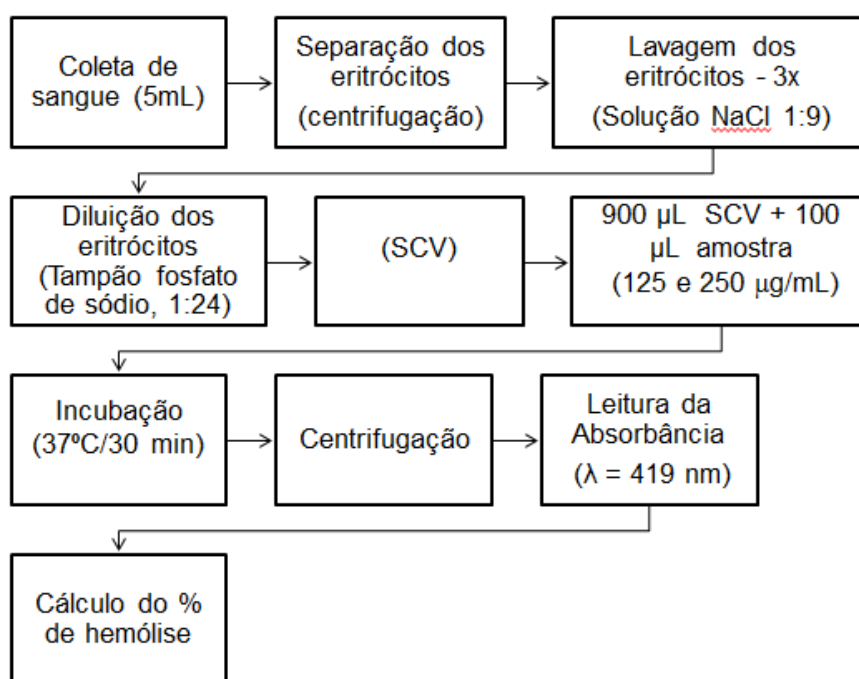 Coleta de
sangue (5mL)
Separação dos
eritrócitos
(centrifugação)
Lavagem dos
eritrócitos - 3x
(Solução NaCl 1:9)
Diluição dos
eritrócitos
(Tampão fosfato
de sódio, 1:24)
(SCV)
900 µL SCV + 100
µL amostra
(125 e 250 µg/mL)
Incubação
(37ºC/30 min)
Centrifugação
Leitura da
Absorbância
(λ = 419 nm)
Cálculo do %
de hemólise